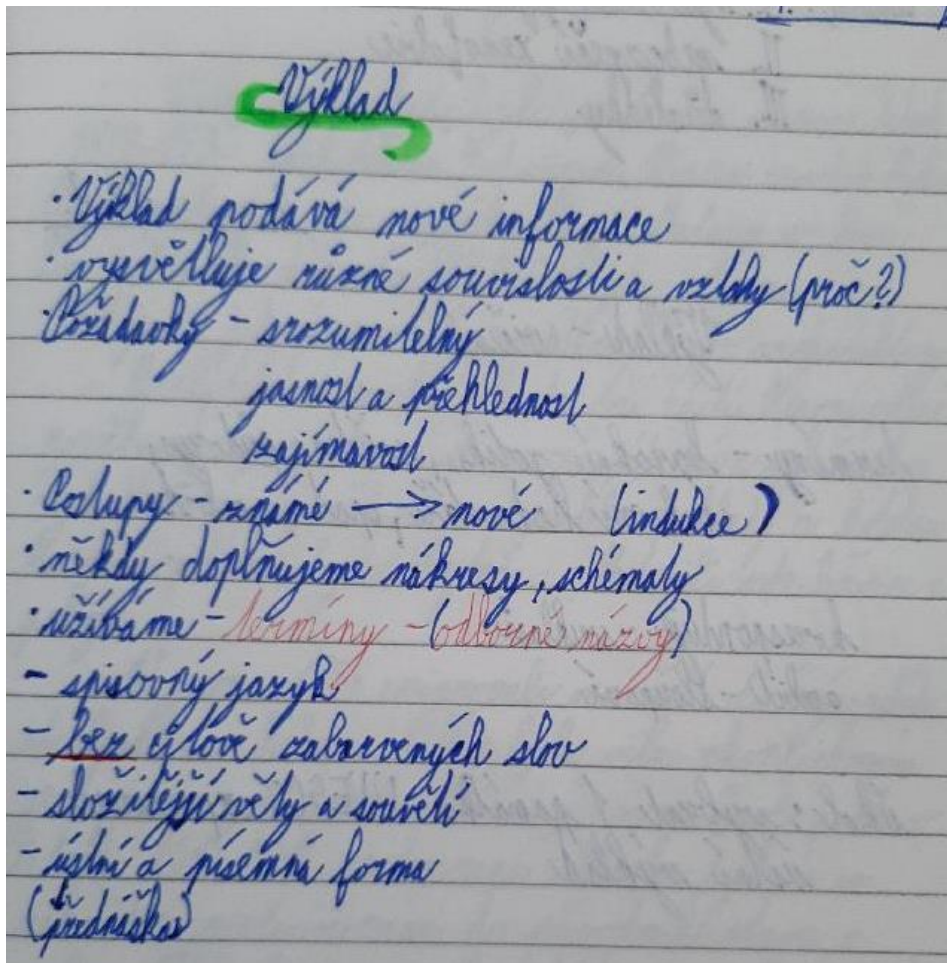 Výklad
· Výklad podává nové informace
· vysvětluje různé souvislosti a vztahy (proč?)
· Požadavky - srozumitelný
jasnost a přehlednost
zajímavost
· Postupy - známé → nové (indukce)
· někdy doplňujeme nákresy, schématy
· užíváme - termíny - (odborné názvy)
- spisovný jazyk
- bez citově zabarvených slov
- složitější věty a souvětí
- ústní a písemná forma
(přednáška)